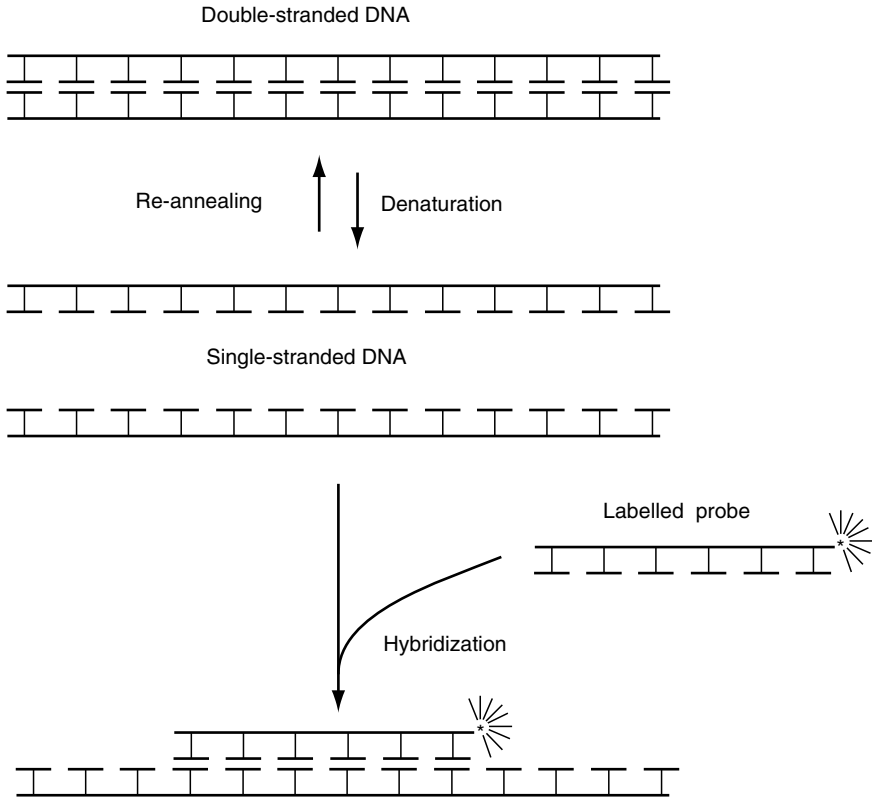 Double-stranded DNA
Re-annealing
Denaturation
Single-stranded DNA
Labelled probe
*
Hybridization
*